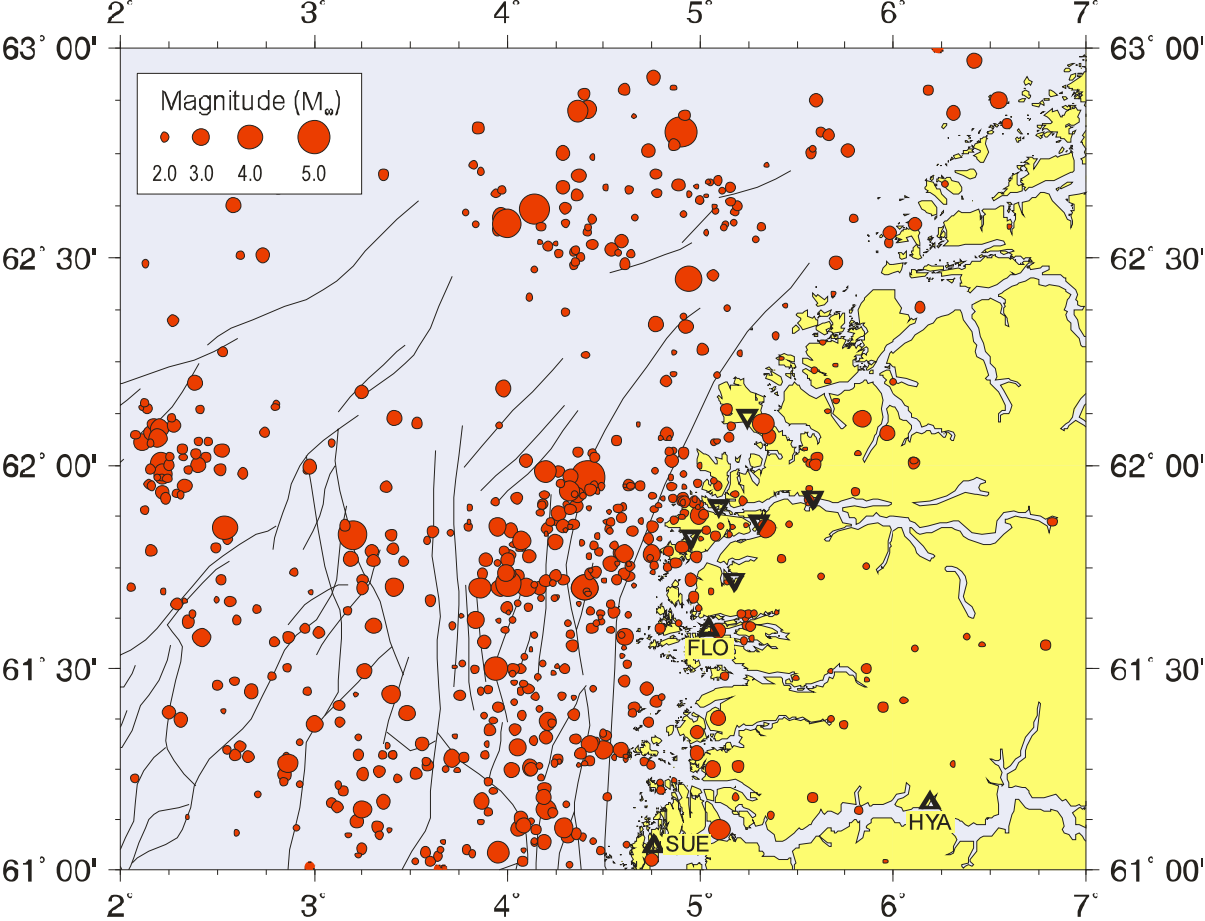 2° 3° 4° 5° 6° 7°
63° 00' 63° 00'
Magnitude (Mω)
2.0 3.0 4.0 5.0
62° 30' 62° 30'
62° 00' 62° 00'
FLO
61° 30' 61° 30'
HYA
SUE
61° 00' 61° 00'
2° 3° 4° 5° 6° 7°